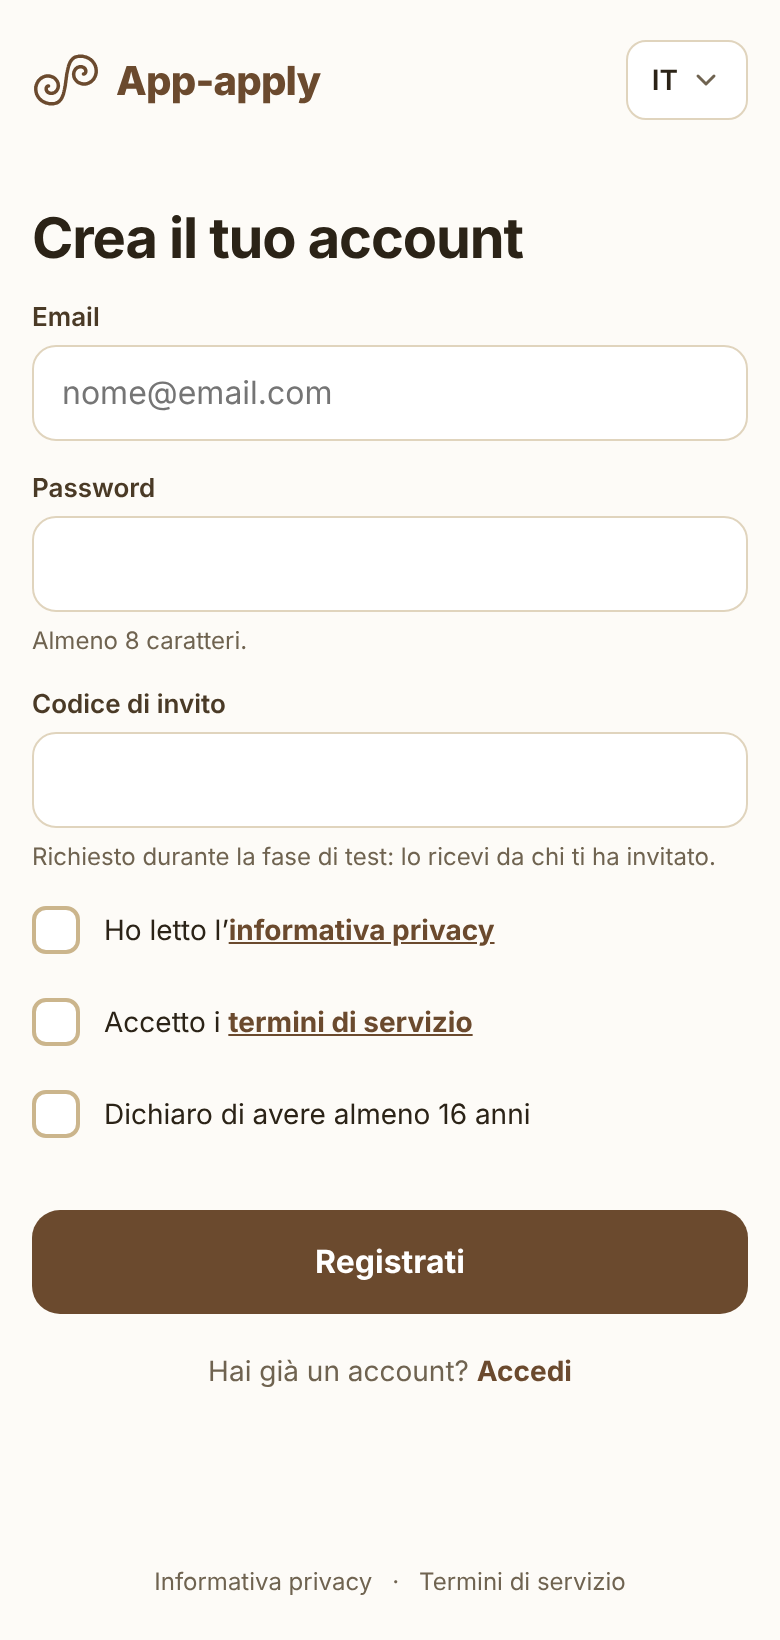 App-apply
IT
Crea il tuo account
Email
nome@email.com
Password
Almeno 8 caratteri.
Codice di invito
Richiesto durante la fase di test: lo ricevi da chi ti ha invitato.
Ho letto l’informativa privacy
Accetto i termini di servizio
Dichiaro di avere almeno 16 anni
Registrati
Hai già un account? Accedi
Informativa privacy · Termini di servizio